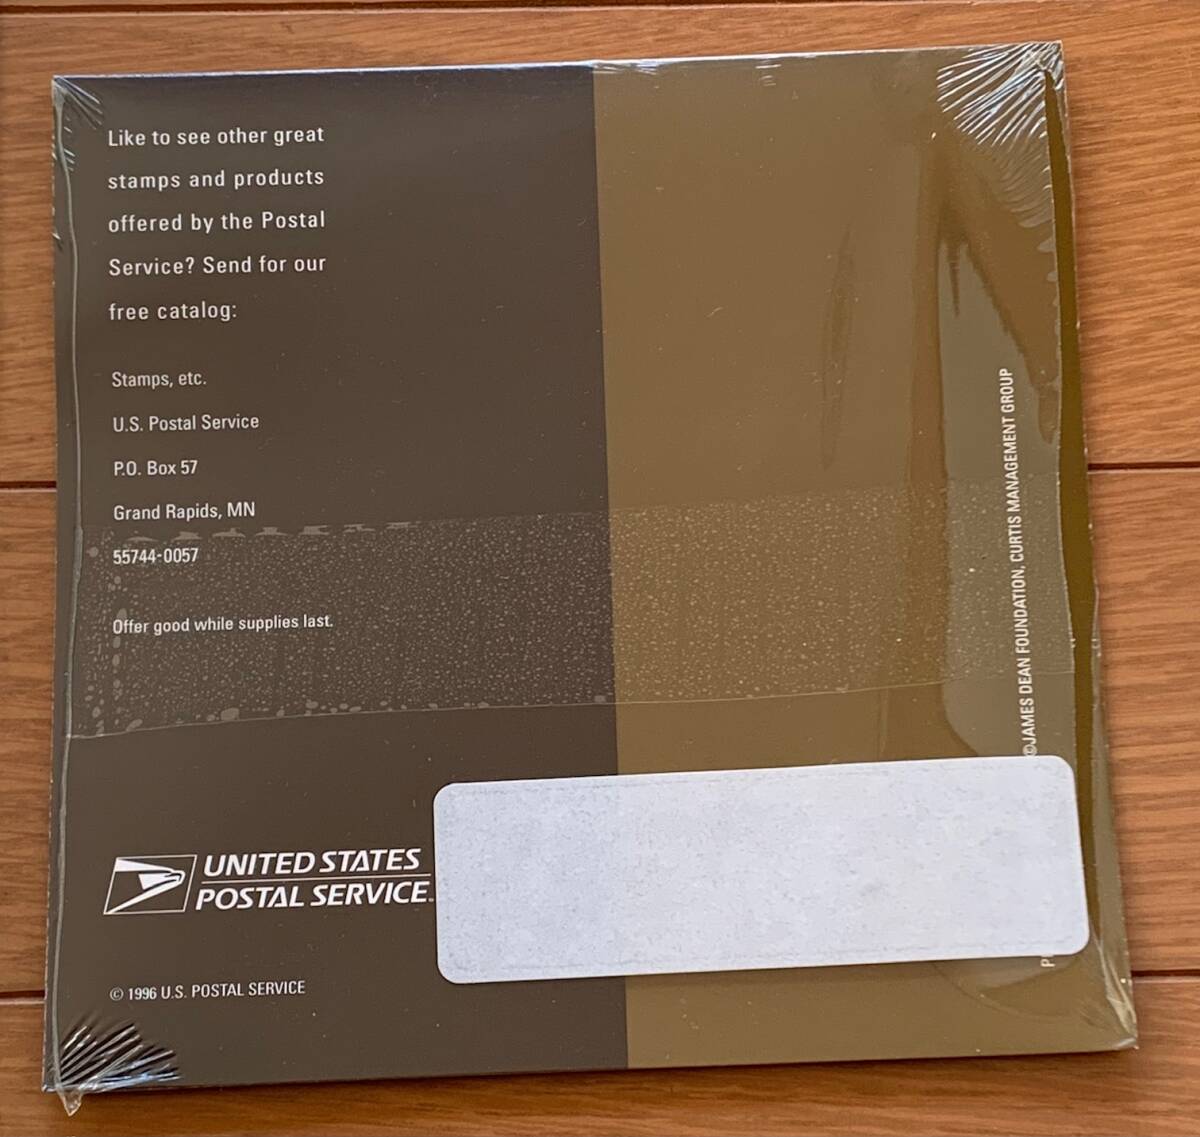 Like to see other great
stamps and products
offered by the Postal
Service? Send for our
free catalog:
Stamps, etc.
U.S. Postal Service
P.O. Box 57
Grand Rapids, MN
55744-0057
Offer good while supplies last.
UNITED STATES
POSTAL SERVICE.
© 1996 U.S. POSTAL SERVICE
©JAMES DEAN FOUNDATION, CURTIS MANAGEMENT GROUP